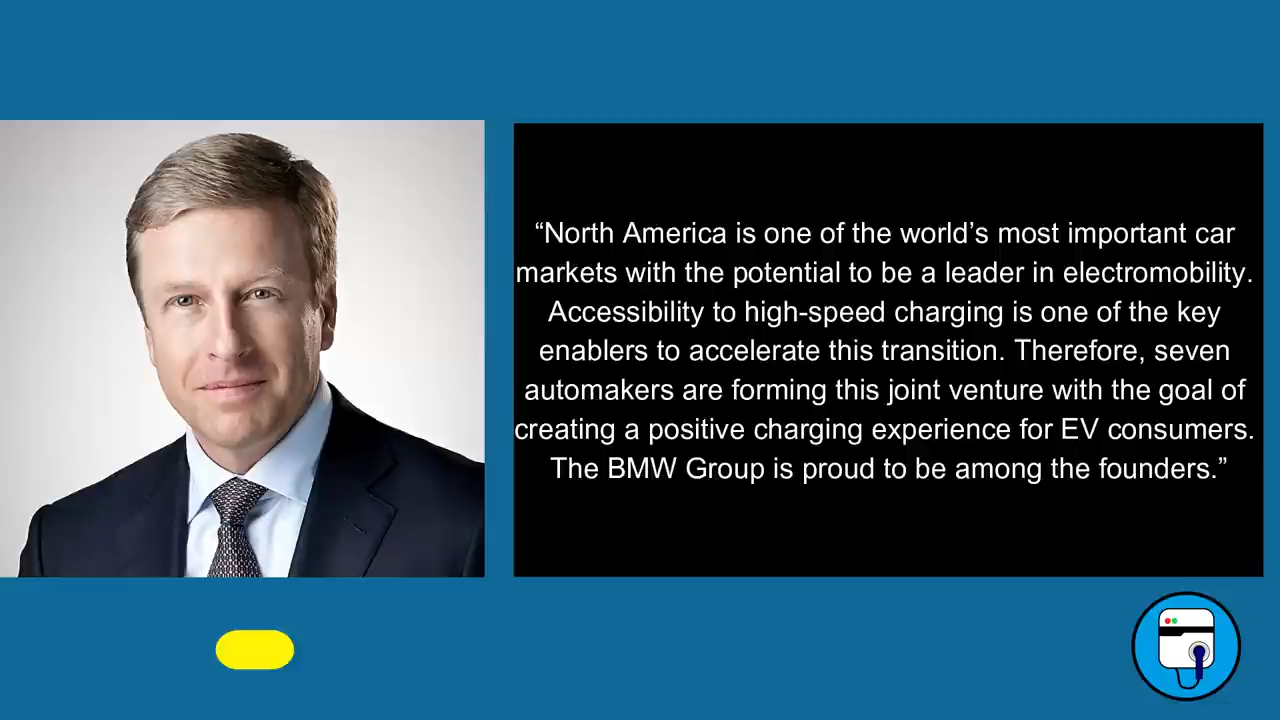 “North America is one of the world’s most important car
markets with the potential to be a leader in electromobility.
Accessibility to high-speed charging is one of the key
enablers to accelerate this transition. Therefore, seven
automakers are forming this joint venture with the goal of
creating a positive charging experience for EV consumers.
The BMW Group is proud to be among the founders.”